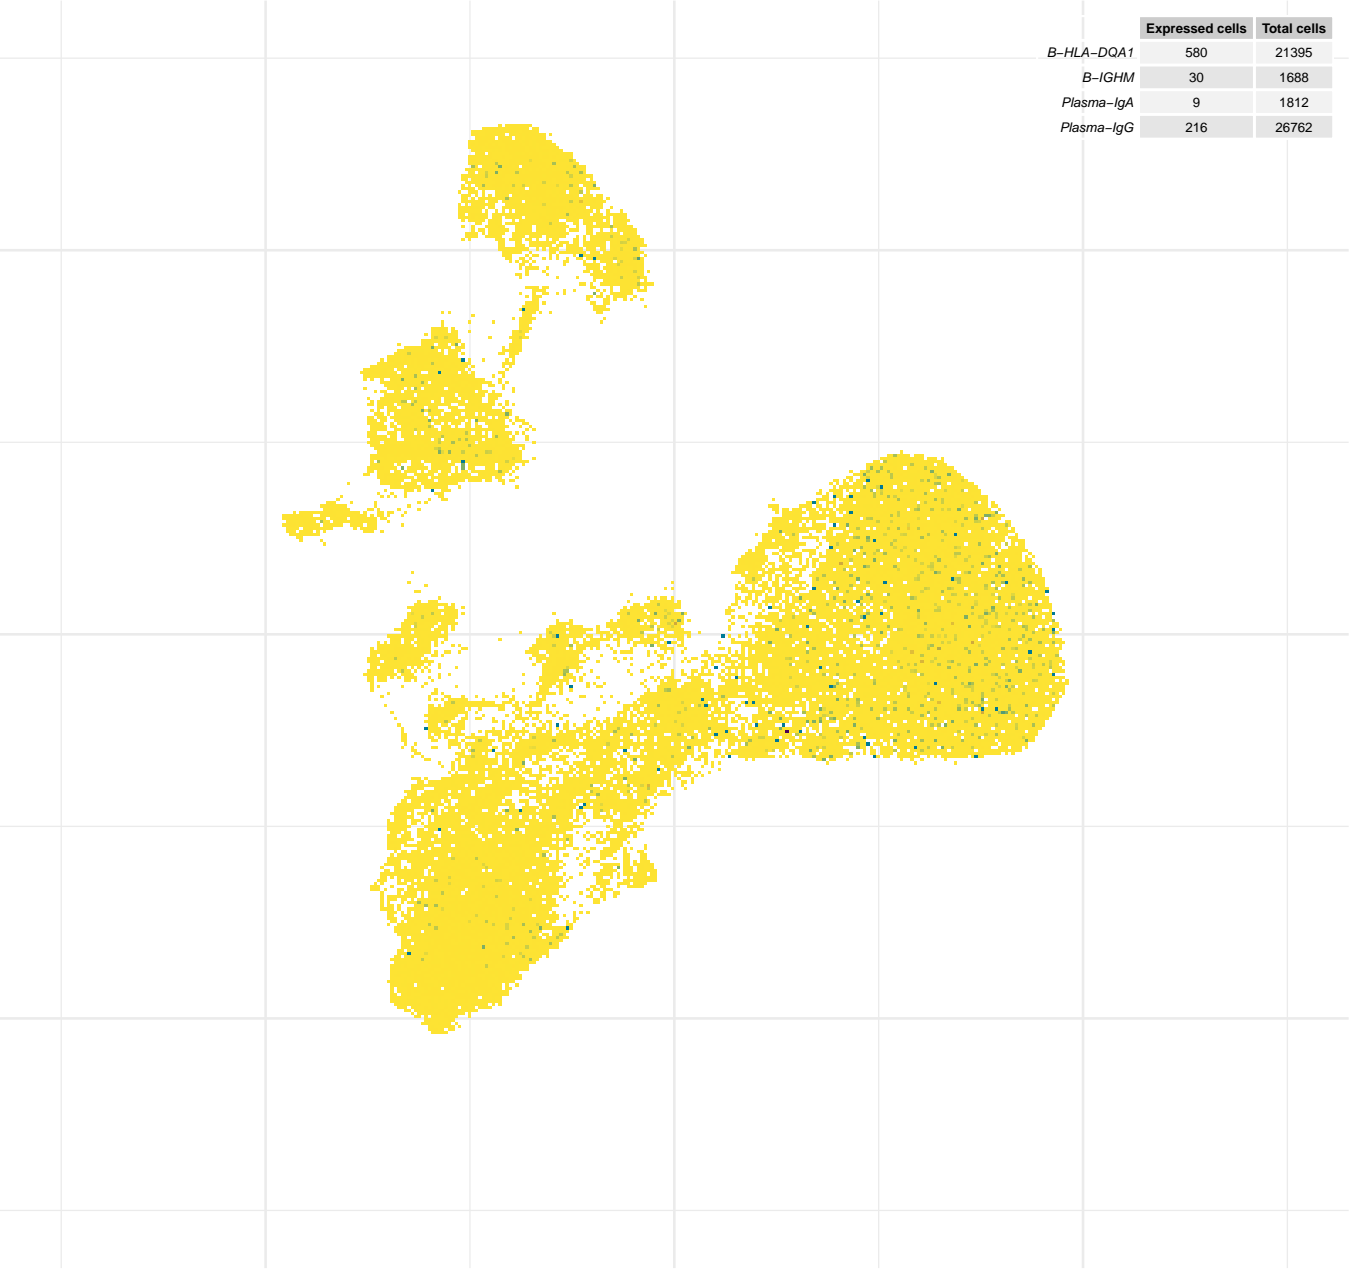 Expressed cells Total cells
B−HLA−DQA1 580 21395
B−IGHM 30 1688
Plasma−IgA 9 1812
Plasma−IgG 216 26762